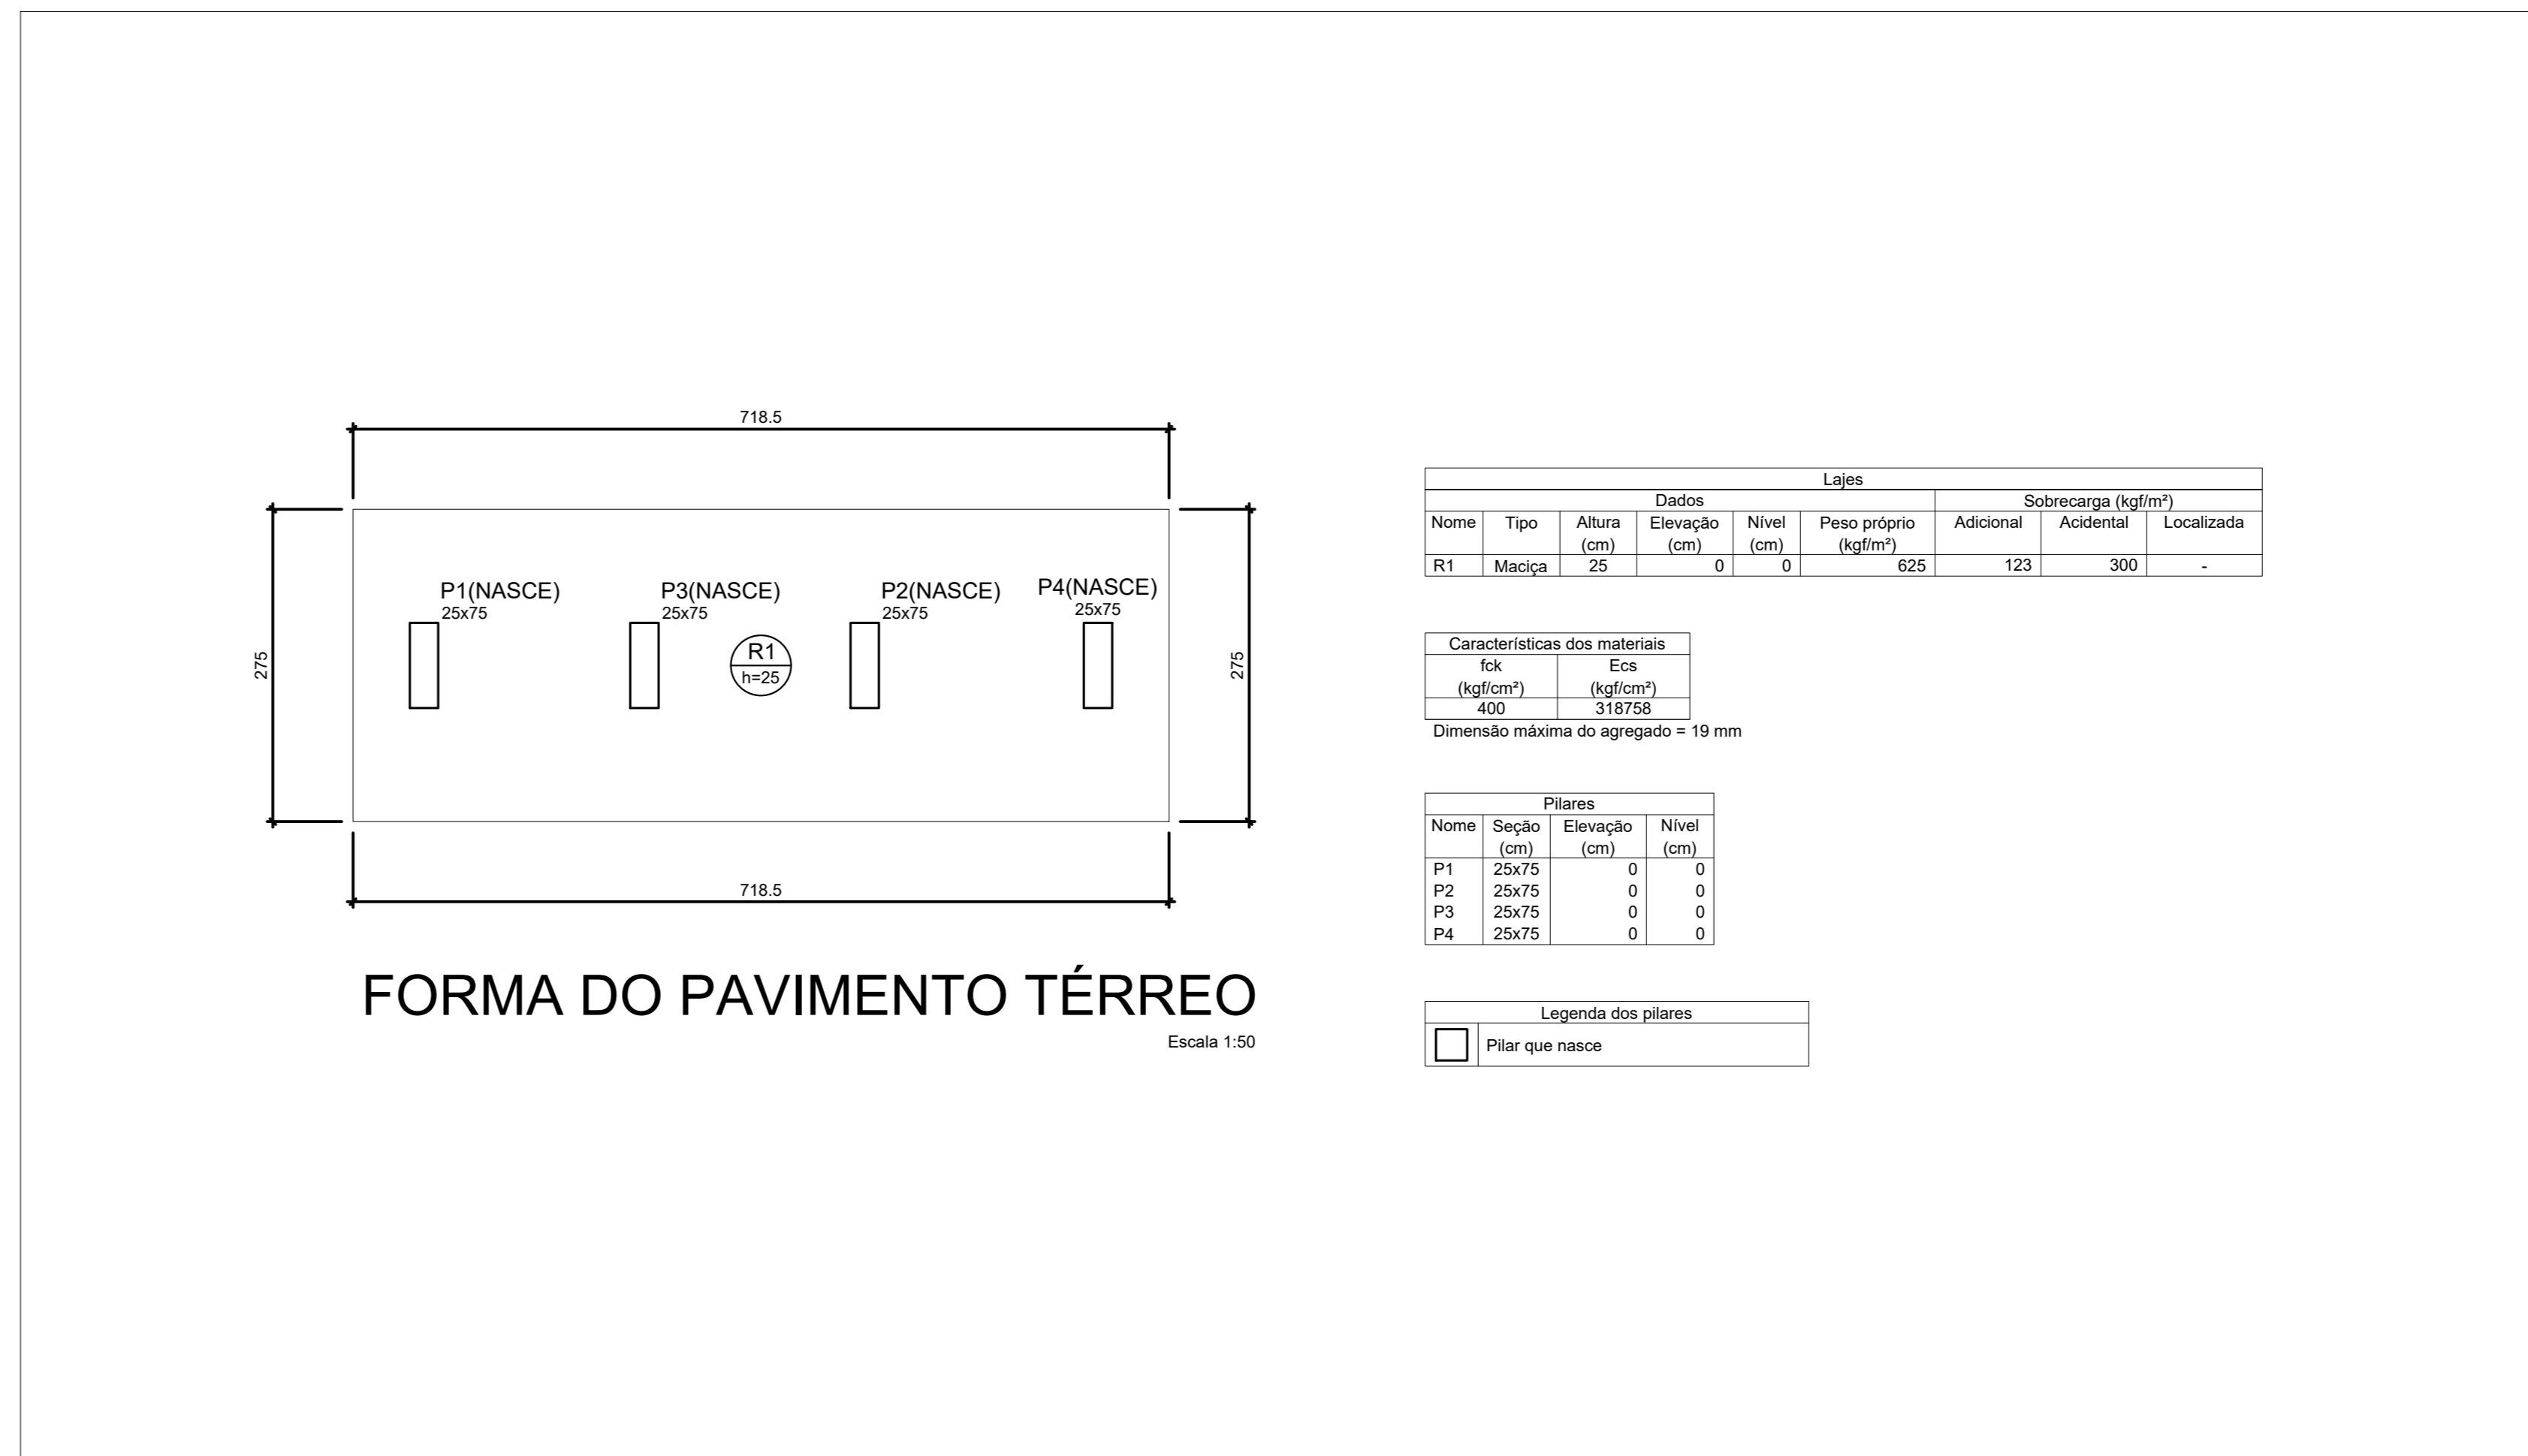 718.5
275
275
P1(NASCE)
25x75
P3(NASCE)
25x75
R1
h=25
P2(NASCE)
25x75
P4(NASCE)
25x75
718.5
FORMA DO PAVIMENTO TÉRREO
Escala 1:50
Lajes
Dados Sobrecarga (kgf/m²)
Nome Tipo Altura Elevação Nível Peso próprio Adicional Acidental Localizada
(cm) (cm) (cm) (kgf/m²)
R1 Maciça 25 0 0 625 123 300 -
Características dos materiais
fck Ecs
(kgf/cm²) (kgf/cm²)
400 318758
Dimensão máxima do agregado = 19 mm
Pilares
Nome Seção Elevação Nível
(cm) (cm) (cm)
P1 25x75 0 0
P2 25x75 0 0
P3 25x75 0 0
P4 25x75 0 0
Legenda dos pilares
Pilar que nasce